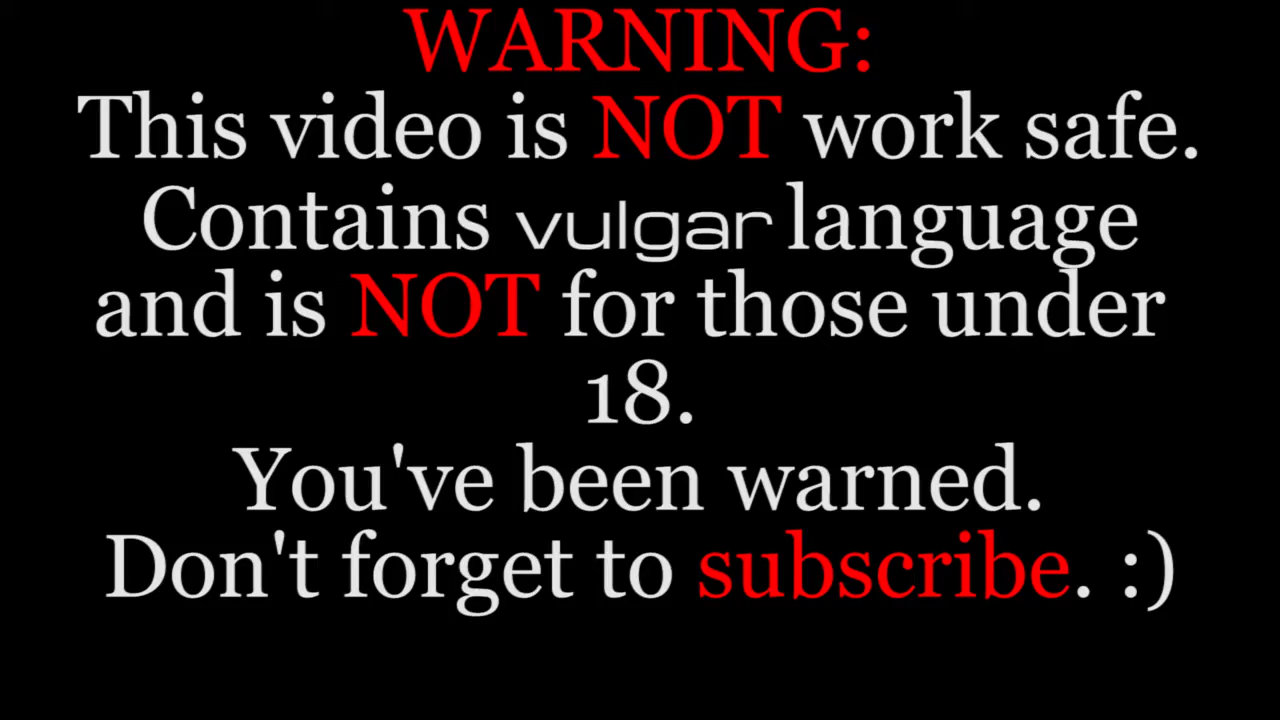 WARNING:
This video is NOT work safe.
Contains vulgar language
and is NOT for those under
18.
You've been warned.
Don't forget to subscribe. :)